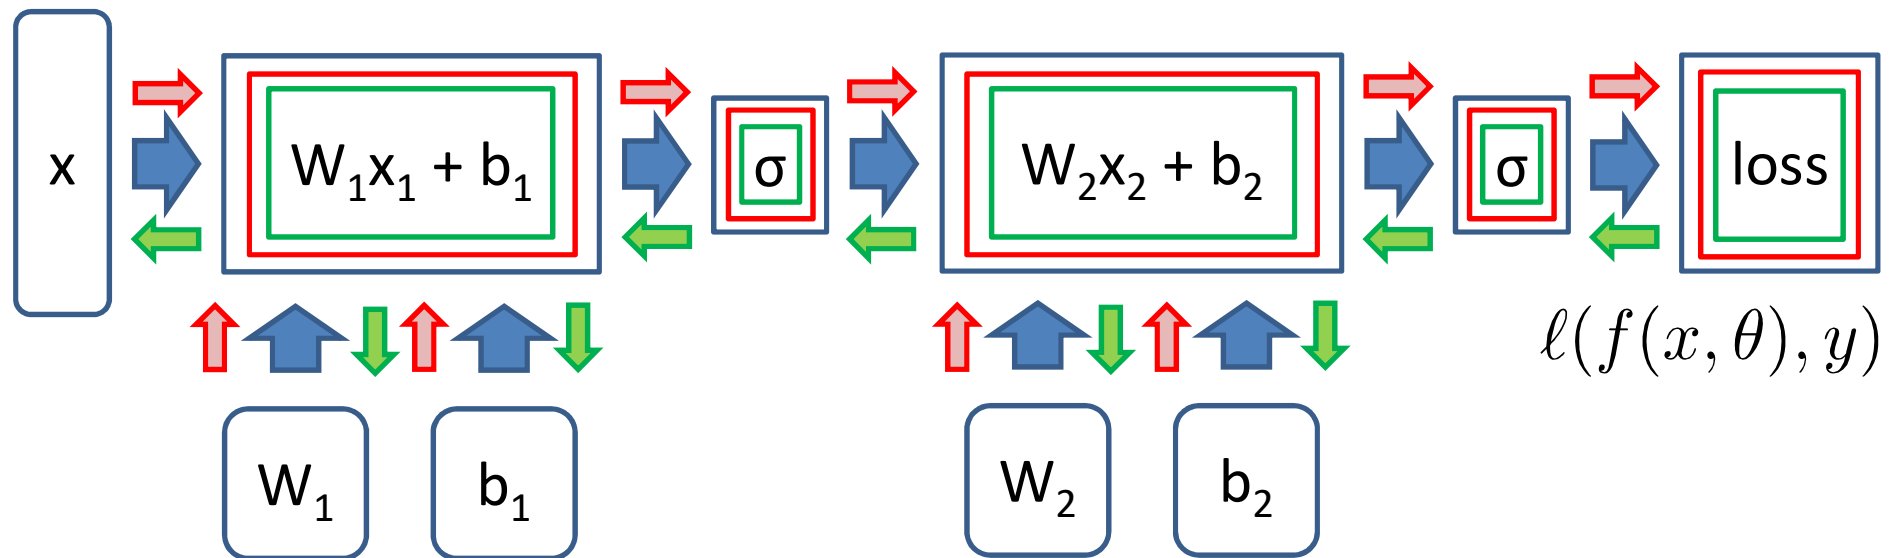 x
W₁x₁ + b₁
σ
W₂x₂ + b₂
σ
loss
ℓ(f(x, θ), y)
W₁
b₁
W₂
b₂